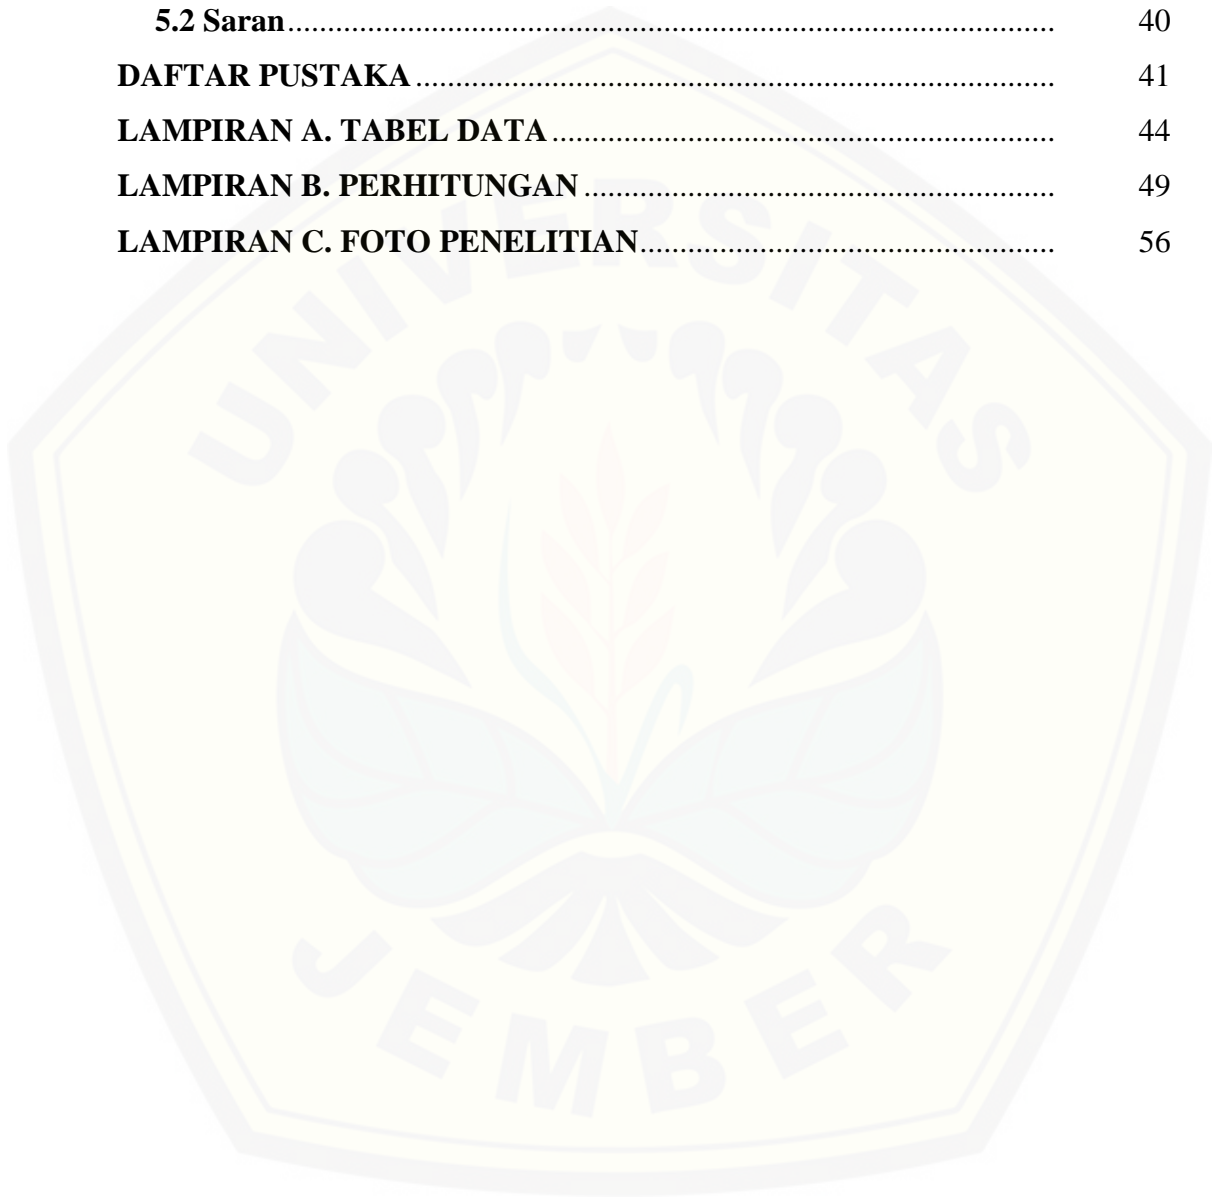 5.2 Saran........................................................................................... 40
DAFTAR PUSTAKA............................................................................ 41
LAMPIRAN A. TABEL DATA........................................................... 44
LAMPIRAN B. PERHITUNGAN....................................................... 49
LAMPIRAN C. FOTO PENELITIAN................................................ 56
UNIVERSITAS
JEMBER